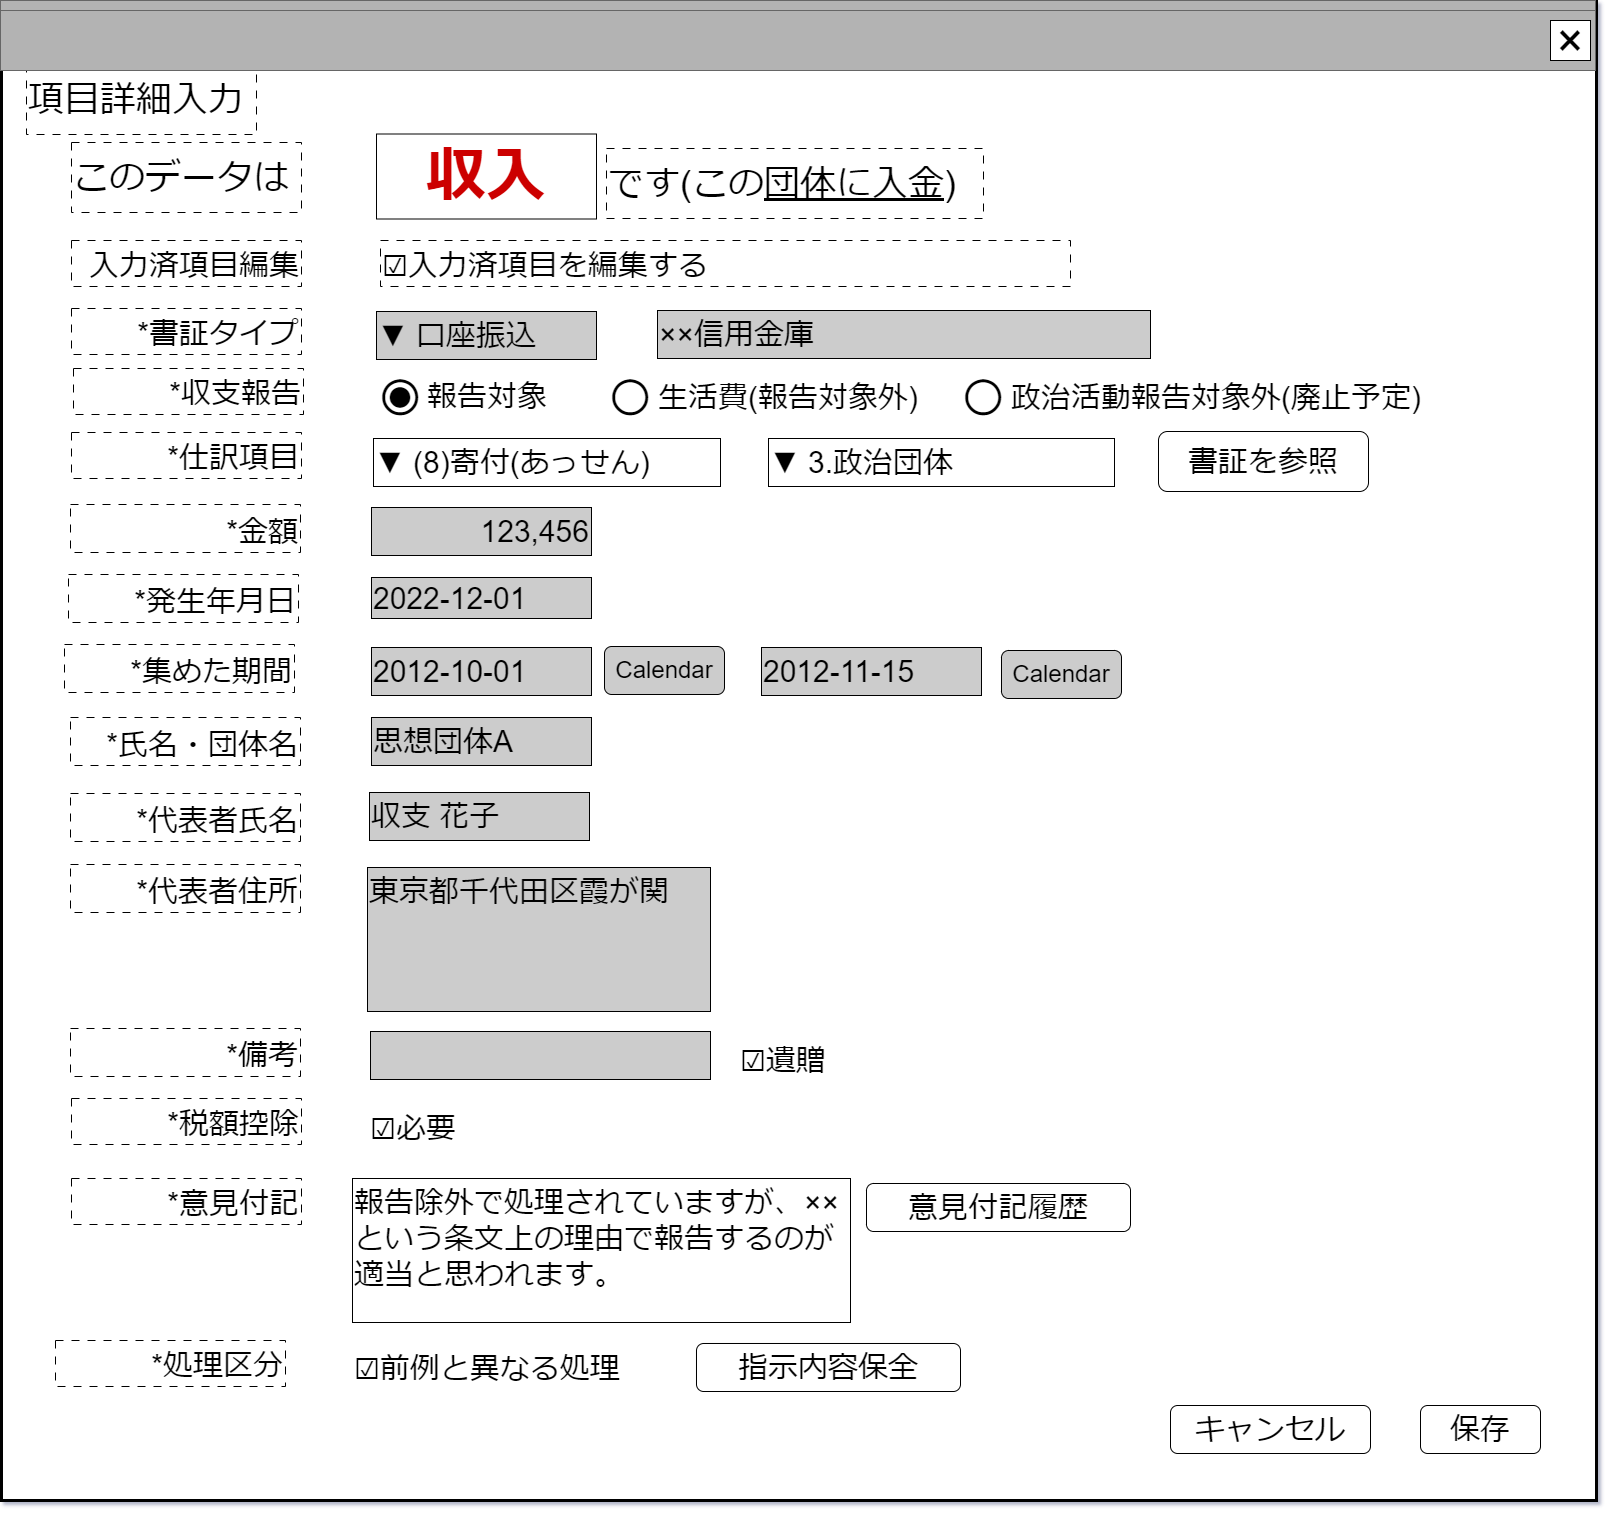 項目詳細入力
このデータは 収入 です(この団体に入金)
入力済項目編集 ☑入力済項目を編集する
*書証タイプ ▼ 口座振込 ××信用金庫
*収支報告 報告対象 生活費(報告対象外) 政治活動報告対象外(廃止予定)
*仕訳項目 ▼ (8)寄付(あっせん) ▼ 3.政治団体 書証を参照
*金額 123,456
*発生年月日 2022-12-01
*集めた期間 2012-10-01 Calendar 2012-11-15 Calendar
*氏名・団体名 思想団体A
*代表者氏名 収支 花子
*代表者住所 東京都千代田区霞が関
*備考 ☑遺贈
*税額控除 ☑必要
*意見付記 報告除外で処理されていますが、×× 意見付記履歴
という条文上の理由で報告するのが
適当と思われます。
*処理区分 ☑前例と異なる処理 指示内容保全
キャンセル 保存